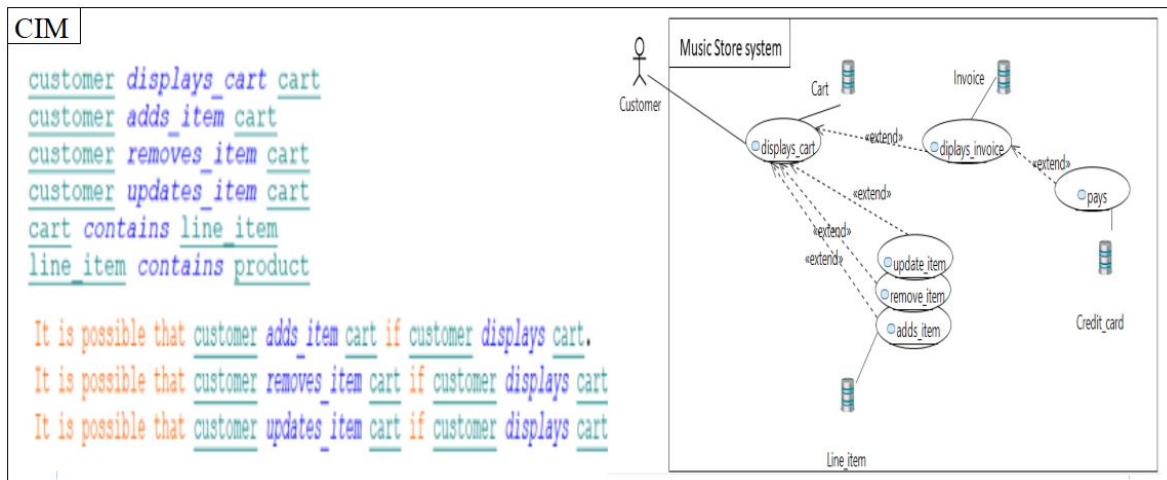 CIM
customer displays_cart cart
customer adds_item cart
customer removes_item cart
customer updates_item cart
cart contains line_item
line_item contains product
It is possible that customer adds_item cart if customer displays cart.
It is possible that customer removes_item cart if customer displays cart
It is possible that customer updates_item cart if customer displays cart
Music Store system
Customer
Cart
Invoice
displays_cart
«extend»
diplays_invoice
«extend»
pays
«extend»
«extend»
«extend»
update_item
remove_item
adds_item
Credit_card
Line_item